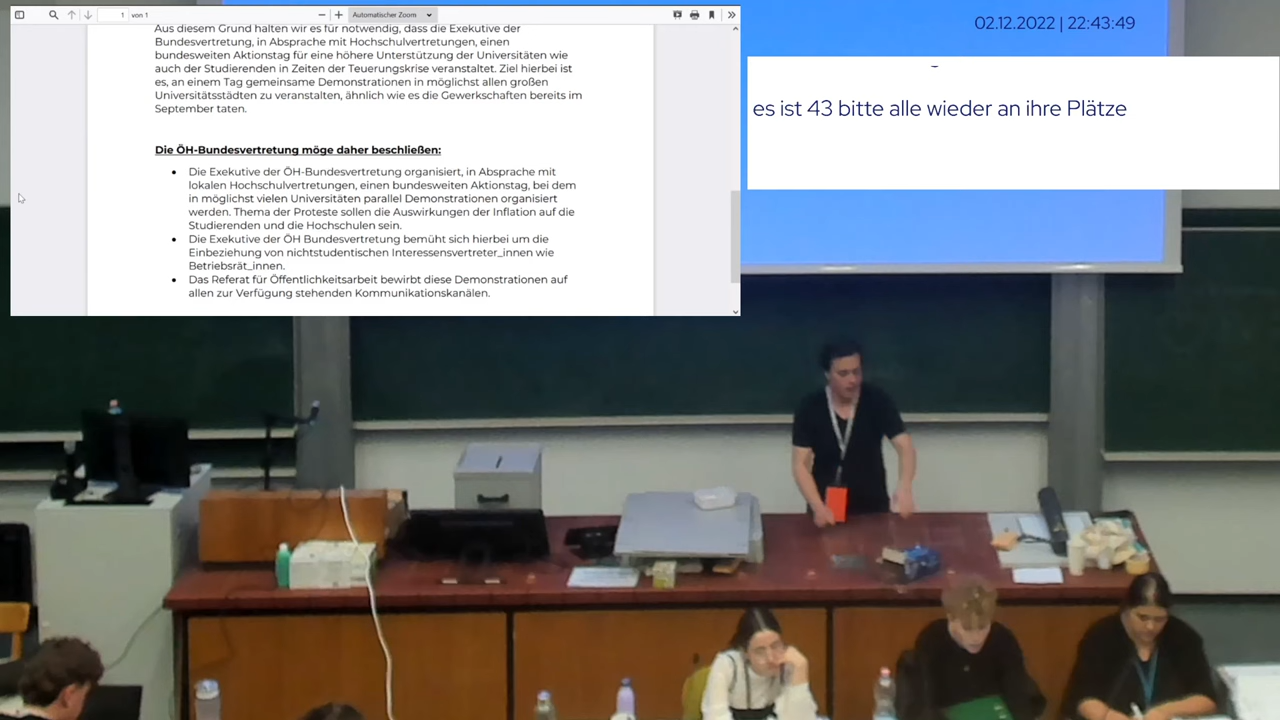 1 von 1
Automatischer Zoom
Aus diesem Grund halten wir es für notwendig, dass die Exekutive der
Bundesvertretung, in Absprache mit Hochschulvertretungen, einen
bundesweiten Aktionstag für eine höhere Unterstützung der Universitäten wie
auch der Studierenden in Zeiten der Teuerungskrise veranstaltet. Ziel hierbei ist
es, an einem Tag gemeinsame Demonstrationen in möglichst allen großen
Universitätsstädten zu veranstalten, ähnlich wie es die Gewerkschaften bereits im
September taten.
Die ÖH-Bundesvertretung möge daher beschließen:
• Die Exekutive der ÖH-Bundesvertretung organisiert, in Absprache mit
lokalen Hochschulvertretungen, einen bundesweiten Aktionstag, bei dem
in möglichst vielen Universitäten parallel Demonstrationen organisiert
werden. Thema der Proteste sollen die Auswirkungen der Inflation auf die
Studierenden und die Hochschulen sein.
• Die Exekutive der ÖH Bundesvertretung bemüht sich hierbei um die
Einbeziehung von nichtstudentischen Interessensvertreter_innen wie
Betriebsrät_innen.
• Das Referat für Öffentlichkeitsarbeit bewirbt diese Demonstrationen auf
allen zur Verfügung stehenden Kommunikationskanälen.
02.12.2022 | 22:43:49
es ist 43 bitte alle wieder an ihre Plätze